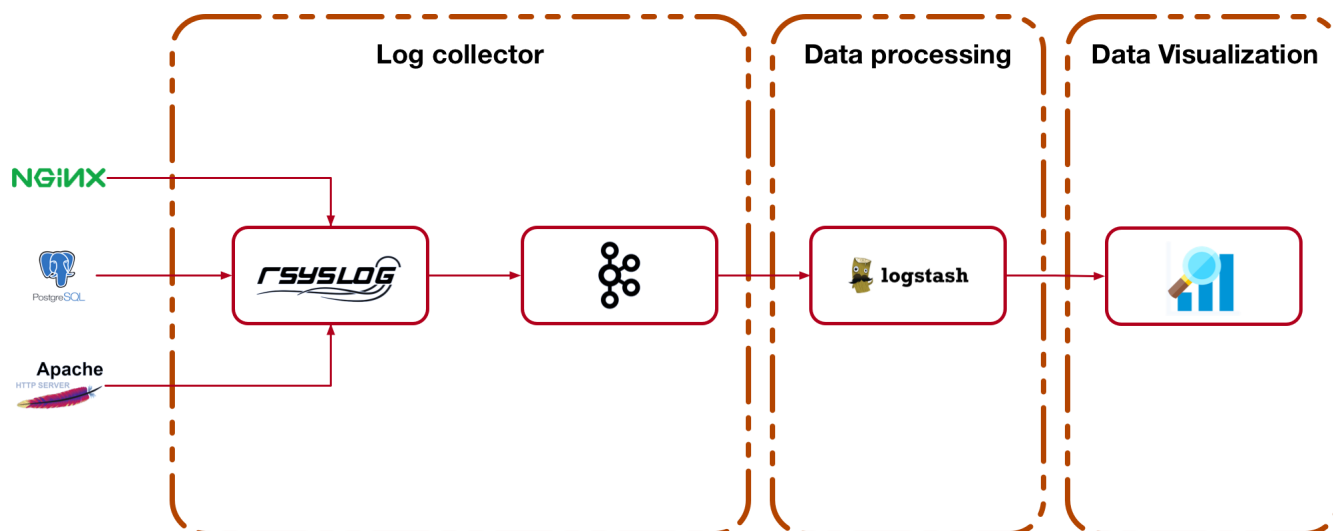 Log collector
Data processing
Data Visualization
NGINX
PostgreSQL
rsyslog
logstash
Apache
HTTP SERVER